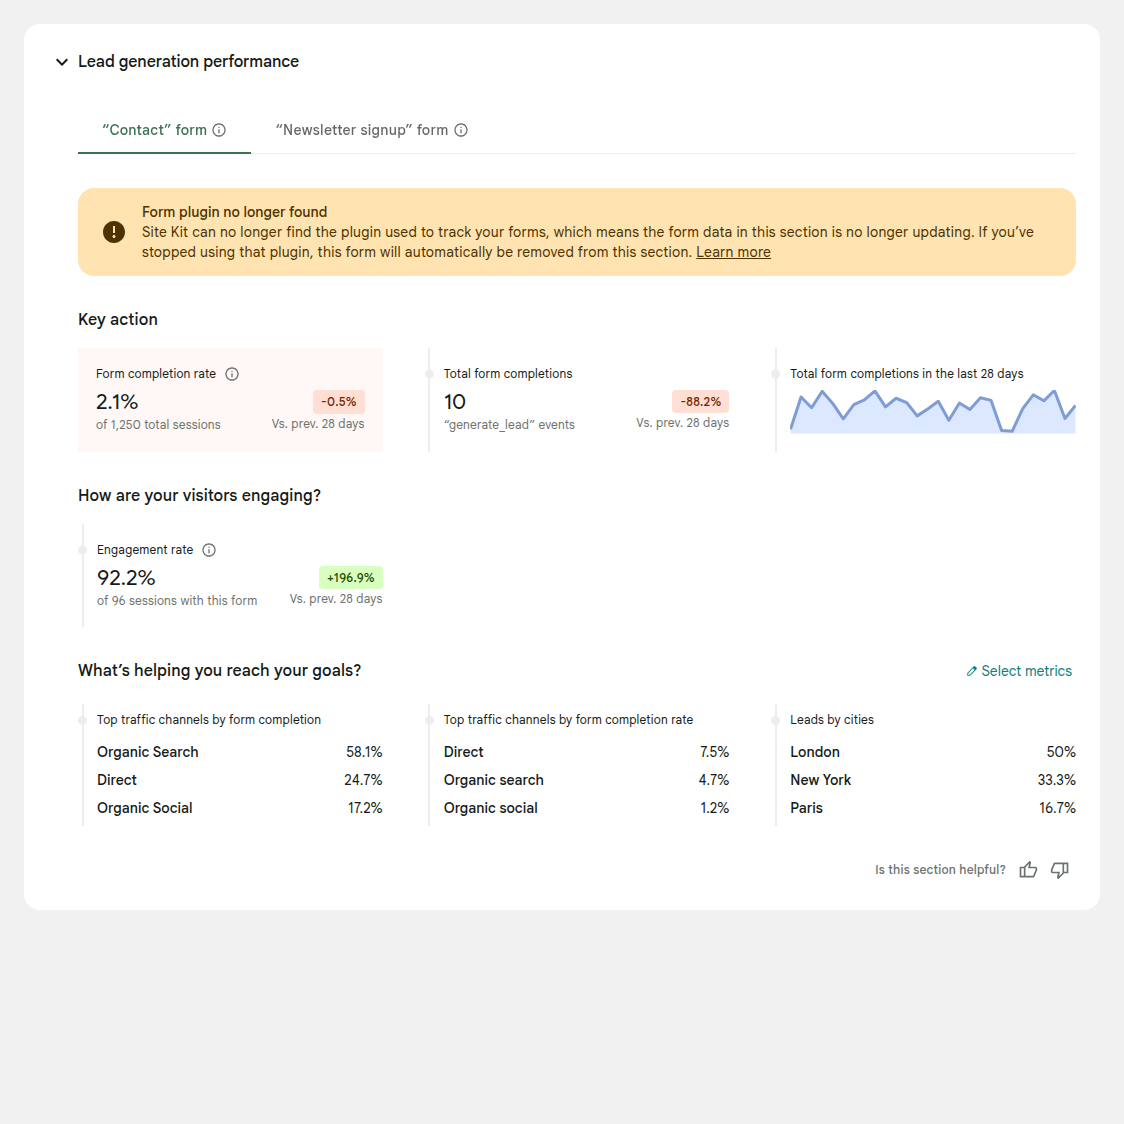 Lead generation performance
“Contact” form
“Newsletter signup” form
Form plugin no longer found
Site Kit can no longer find the plugin used to track your forms, which means the form data in this section is no longer updating. If you’ve
stopped using that plugin, this form will automatically be removed from this section. Learn more
Key action
Form completion rate
2.1%
-0.5%
of 1,250 total sessions
Vs. prev. 28 days
Total form completions
10
-88.2%
“generate_lead” events
Vs. prev. 28 days
Total form completions in the last 28 days
How are your visitors engaging?
Engagement rate
92.2%
+196.9%
of 96 sessions with this form
Vs. prev. 28 days
What’s helping you reach your goals?
Select metrics
Top traffic channels by form completion
Organic Search 58.1%
Direct 24.7%
Organic Social 17.2%
Top traffic channels by form completion rate
Direct 7.5%
Organic search 4.7%
Organic social 1.2%
Leads by cities
London 50%
New York 33.3%
Paris 16.7%
Is this section helpful?